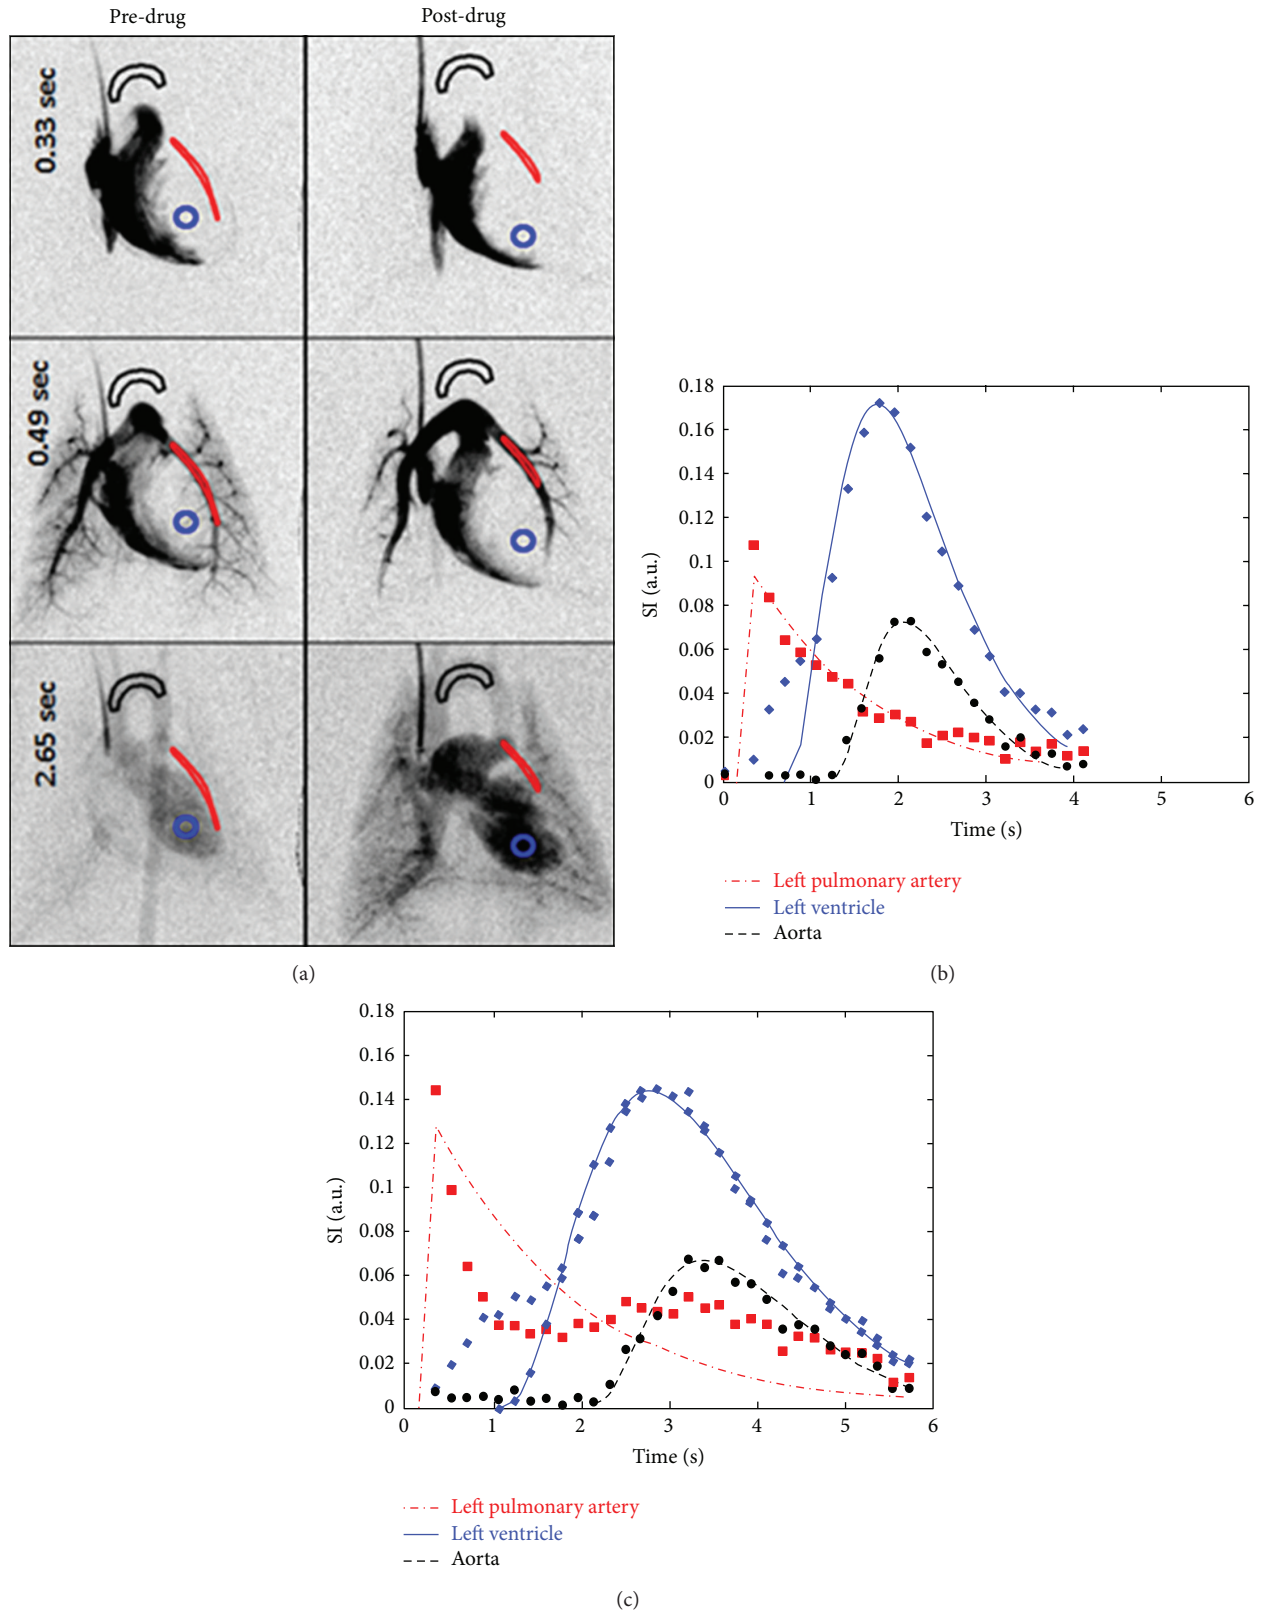 Pre-drug Post-drug
0.33 sec
0.49 sec
2.65 sec
(a)
0.18
0.16
0.14
0.12
0.1
0.08
0.06
0.04
0.02
0
SI (a.u.)
0 1 2 3 4 5 6
Time (s)
Left pulmonary artery
Left ventricle
Aorta
(b)
0.18
0.16
0.14
0.12
0.1
0.08
0.06
0.04
0.02
0
SI (a.u.)
0 1 2 3 4 5 6
Time (s)
Left pulmonary artery
Left ventricle
Aorta
(c)